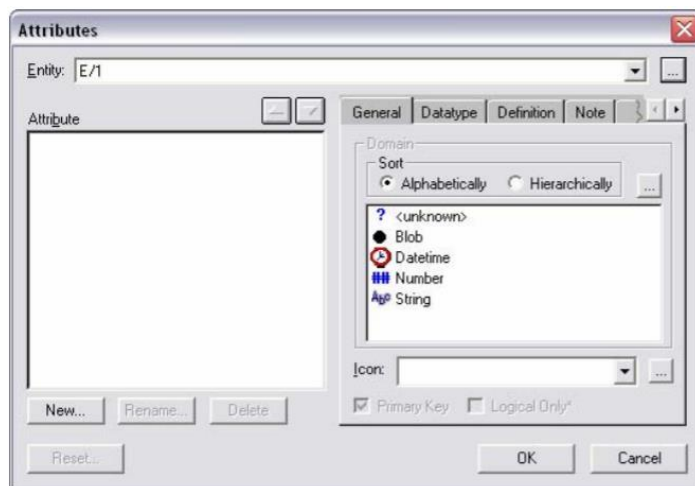 Attributes
Entity: E/1 ...
Attribute
General Datatype Definition Note
Domain
Sort
Alphabetically Hierarchically ...
? <unknown>
Blob
Datetime
Number
Abc String
Icon: ...
New... Rename... Delete
Primary Key Logical Only*
Reset... OK Cancel